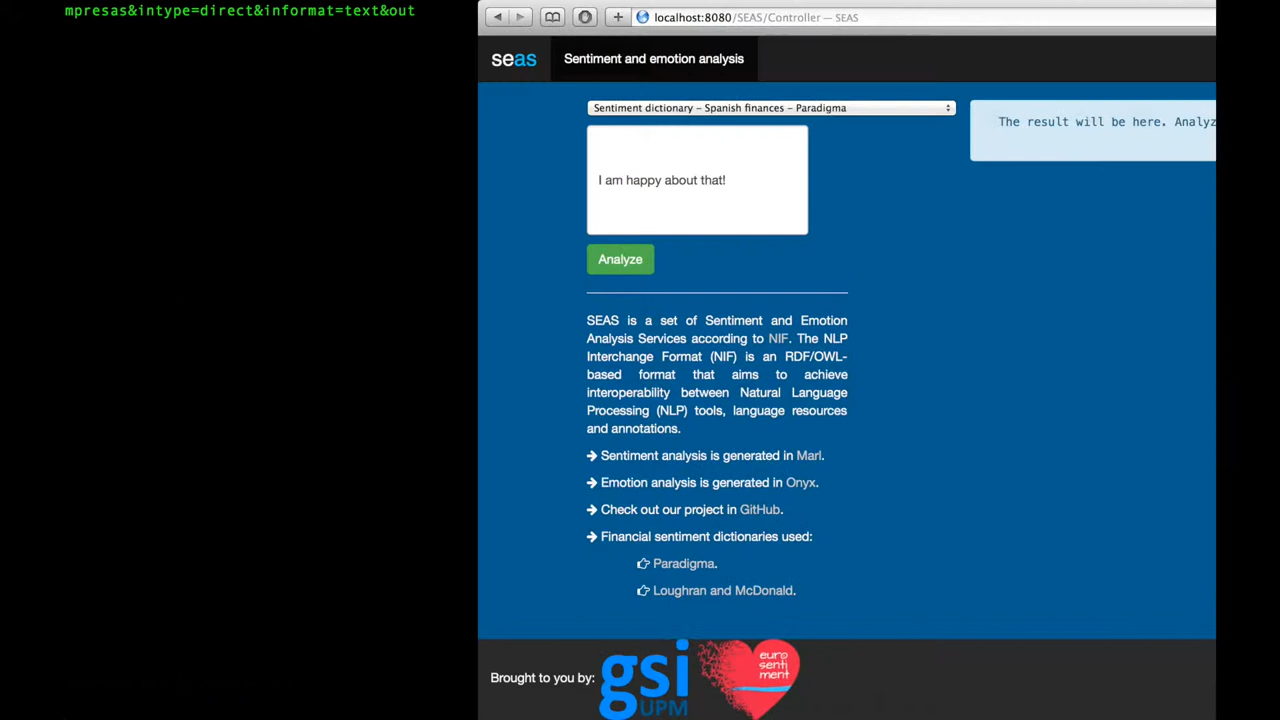 mpresas&intype=direct&informat=text&out
localhost:8080/SEAS/Controller — SEAS
seas
Sentiment and emotion analysis
Sentiment dictionary – Spanish finances – Paradigma
The result will be here. Analyz
I am happy about that!
Analyze
SEAS is a set of Sentiment and Emotion
Analysis Services according to NIF. The NLP
Interchange Format (NIF) is an RDF/OWL-
based format that aims to achieve
interoperability between Natural Language
Processing (NLP) tools, language resources
and annotations.
Sentiment analysis is generated in Marl.
Emotion analysis is generated in Onyx.
Check out our project in GitHub.
Financial sentiment dictionaries used:
Paradigma.
Loughran and McDonald.
Brought to you by:
gsi
UPM
euro
senti
ment